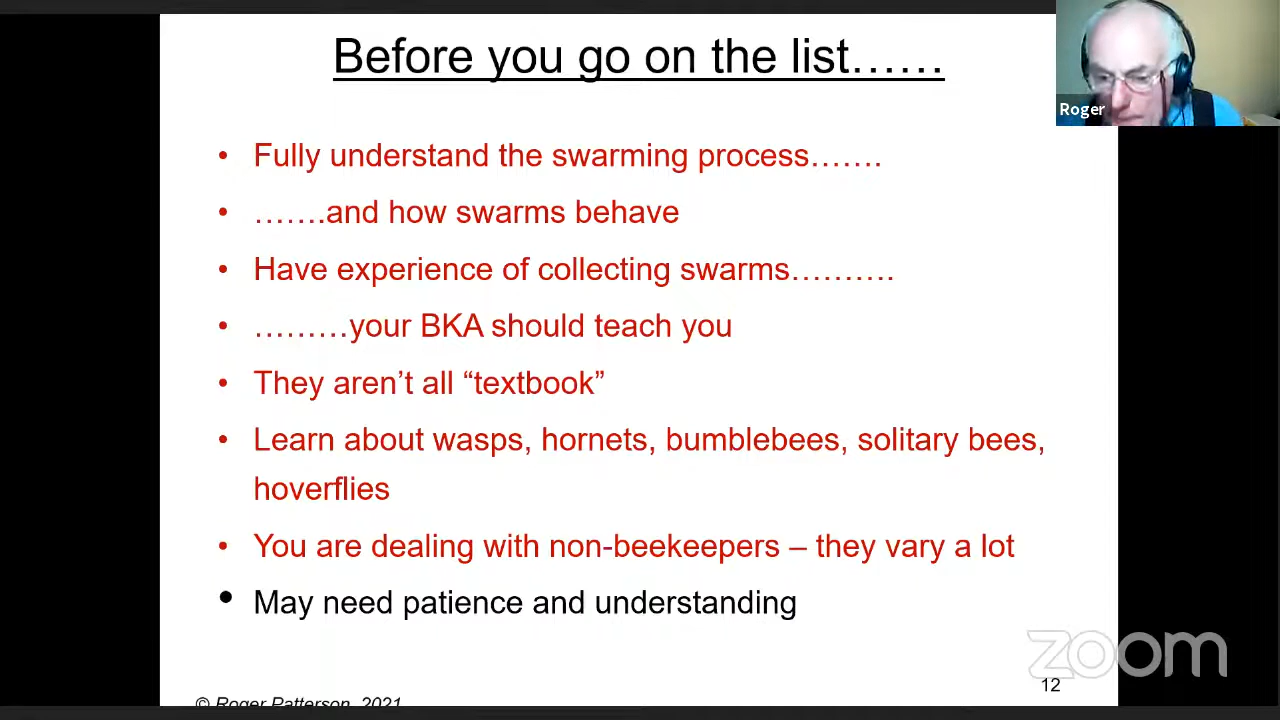 Before you go on the list……
Roger
• Fully understand the swarming process…….
• …….and how swarms behave
• Have experience of collecting swarms……….
• ………your BKA should teach you
• They aren’t all “textbook”
• Learn about wasps, hornets, bumblebees, solitary bees,
hoverflies
• You are dealing with non-beekeepers – they vary a lot
• May need patience and understanding
zoom
12
© Roger Patterson, 2021